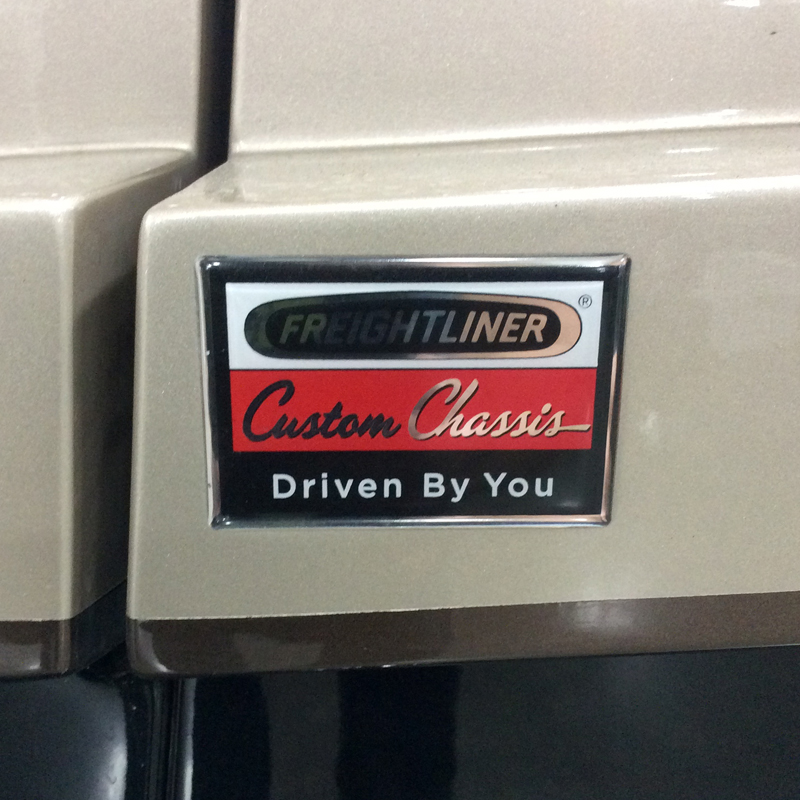 FREIGHTLINER ®
Custom Chassis
Driven By You